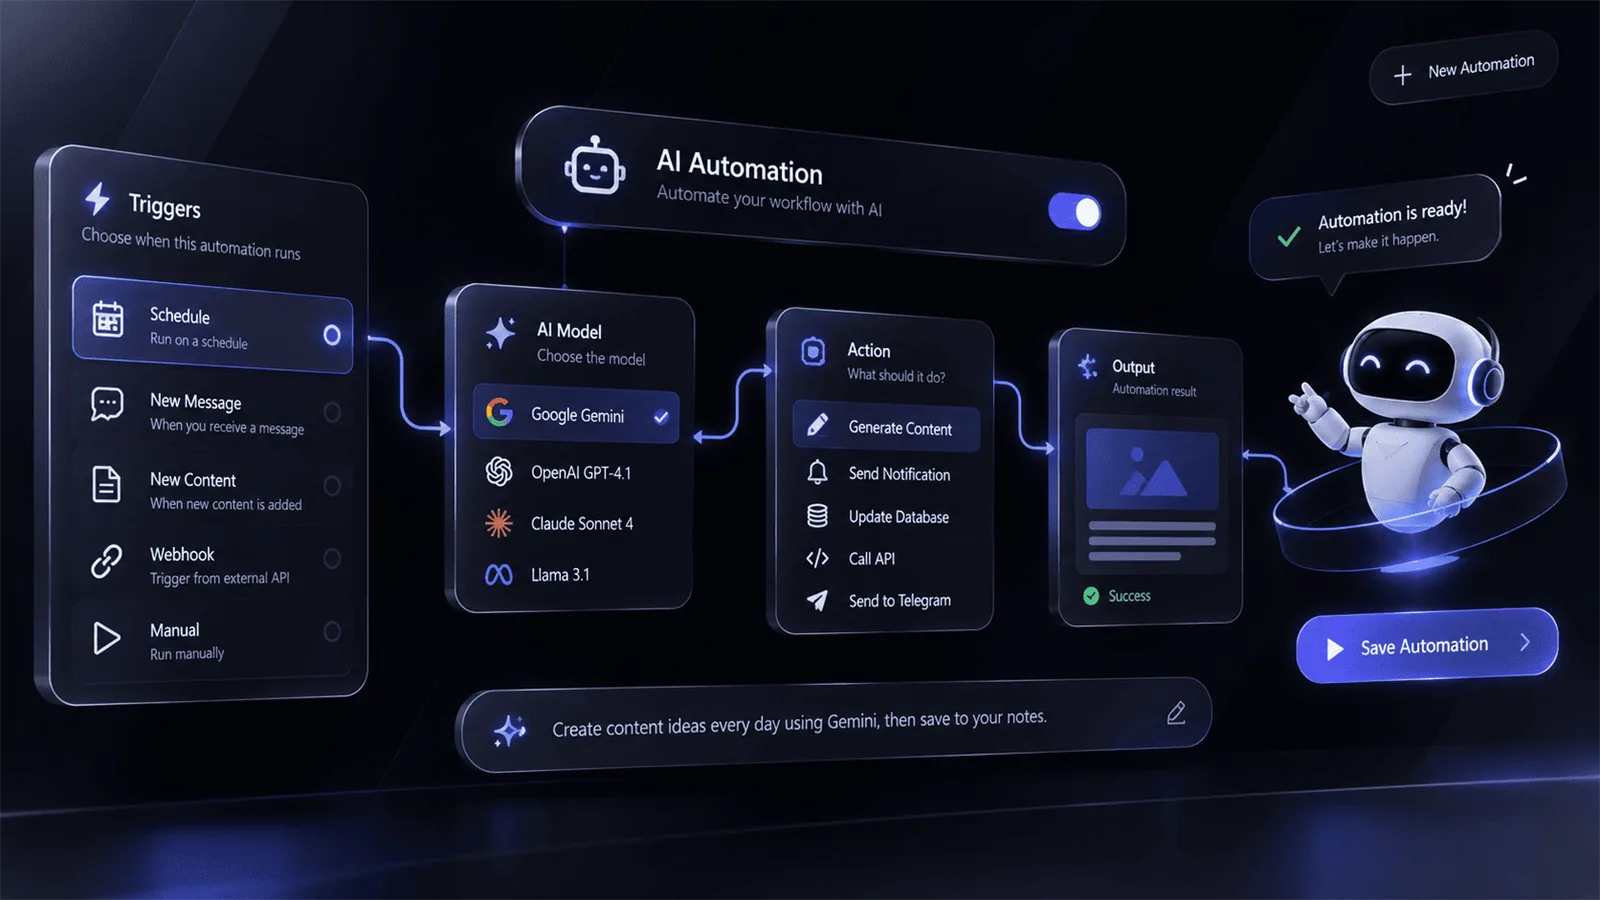 New Automation
AI Automation
Automate your workflow with AI
Automation is ready!
Let's make it happen.
Triggers
Choose when this automation runs
Schedule
Run on a schedule
New Message
When you receive a message
New Content
When new content is added
Webhook
Trigger from external API
Manual
Run manually
AI Model
Choose the model
Google Gemini
OpenAI GPT-4.1
Claude Sonnet 4
Llama 3.1
Action
What should it do?
Generate Content
Send Notification
Update Database
Call API
Send to Telegram
Output
Automation result
Success
Save Automation
Create content ideas every day using Gemini, then save to your notes.